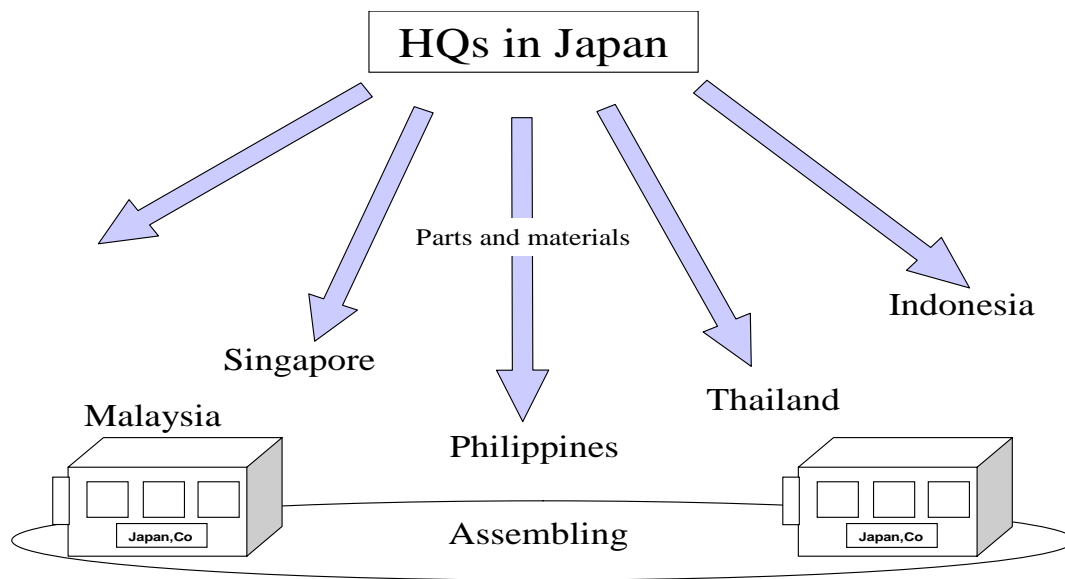 HQs in Japan
Parts and materials
Indonesia
Singapore
Thailand
Malaysia
Philippines
Assembling
Japan,Co
Japan,Co